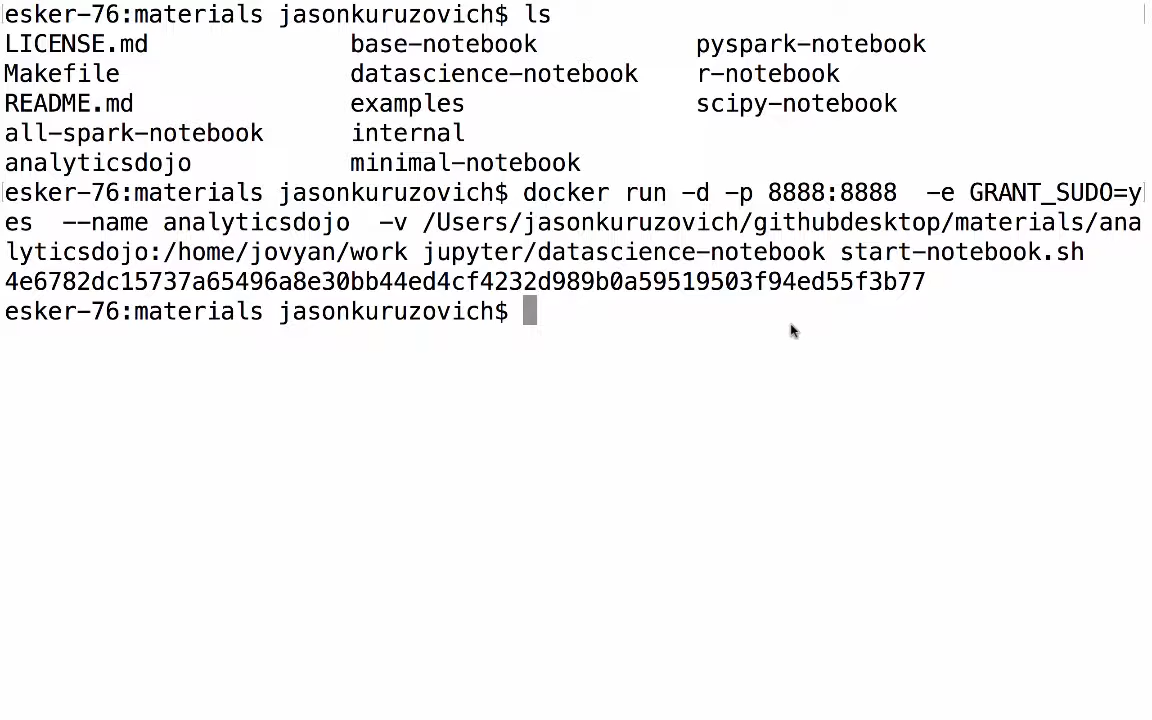 esker-76:materials jasonkuruzovich$ ls
LICENSE.md base-notebook pyspark-notebook
Makefile datascience-notebook r-notebook
README.md examples scipy-notebook
all-spark-notebook internal
analyticsdojo minimal-notebook
esker-76:materials jasonkuruzovich$ docker run -d -p 8888:8888  -e GRANT_SUDO=y
es  --name analyticsdojo  -v /Users/jasonkuruzovich/githubdesktop/materials/ana
lyticsdojo:/home/jovyan/work jupyter/datascience-notebook start-notebook.sh
4e6782dc15737a65496a8e30bb44ed4cf4232d989b0a59519503f94ed55f3b77
esker-76:materials jasonkuruzovich$